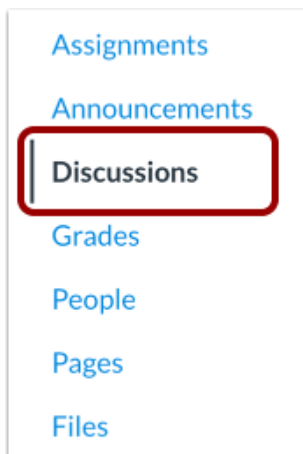 Assignments
Announcements
Discussions
Grades
People
Pages
Files